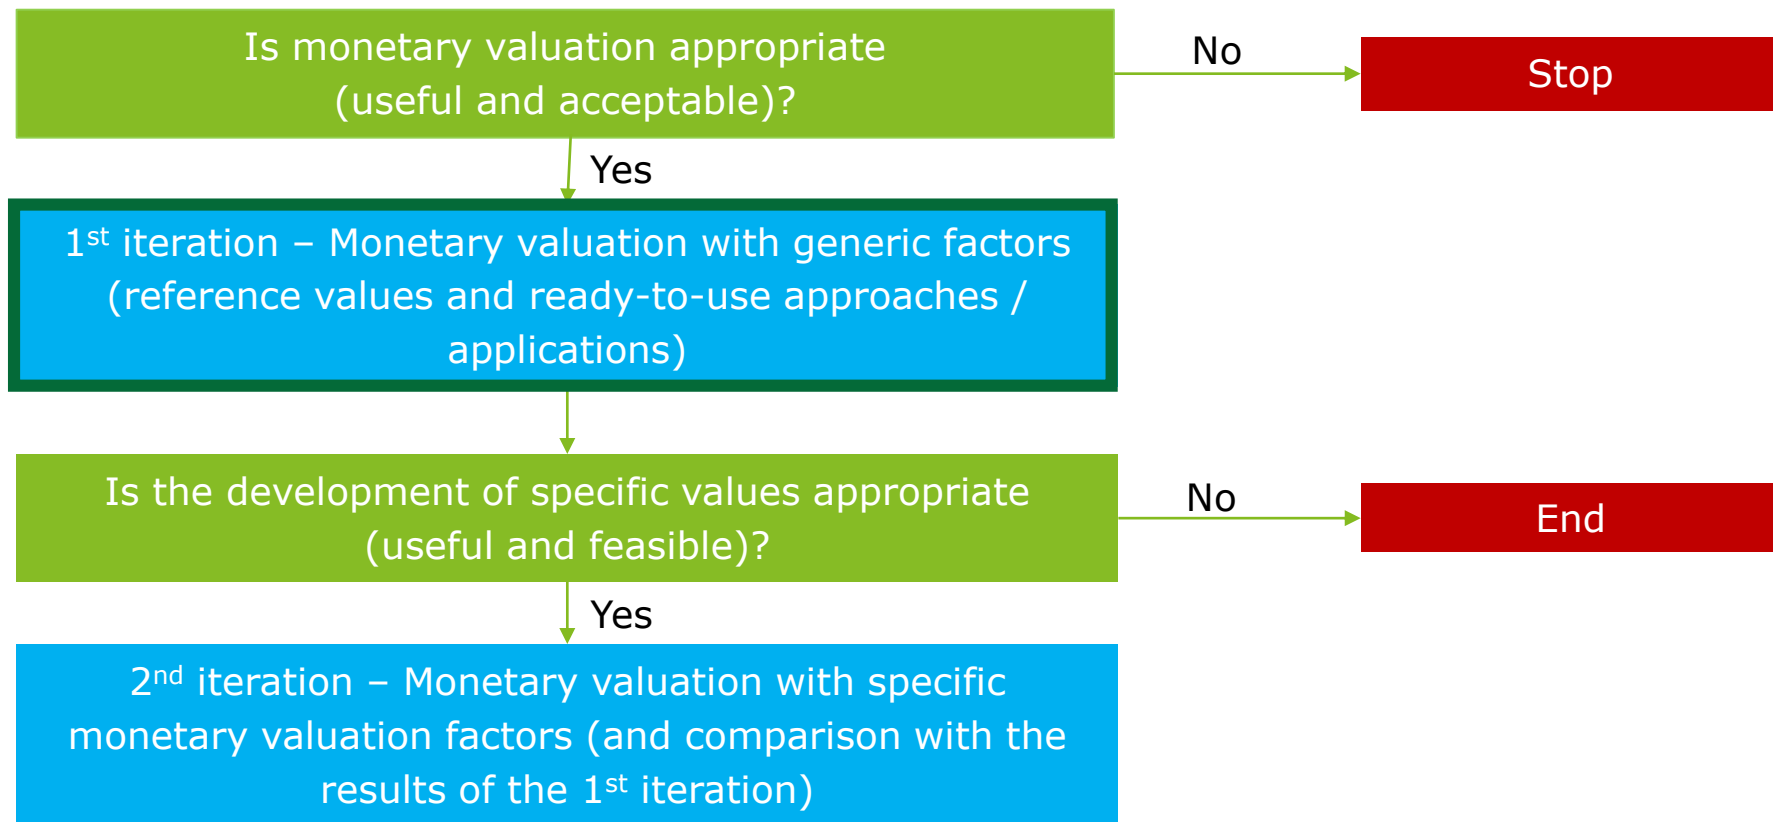 Is monetary valuation appropriate
(useful and acceptable)?
No
Stop
Yes
1st iteration – Monetary valuation with generic factors
(reference values and ready-to-use approaches /
applications)
Is the development of specific values appropriate
(useful and feasible)?
No
End
Yes
2nd iteration – Monetary valuation with specific
monetary valuation factors (and comparison with the
results of the 1st iteration)